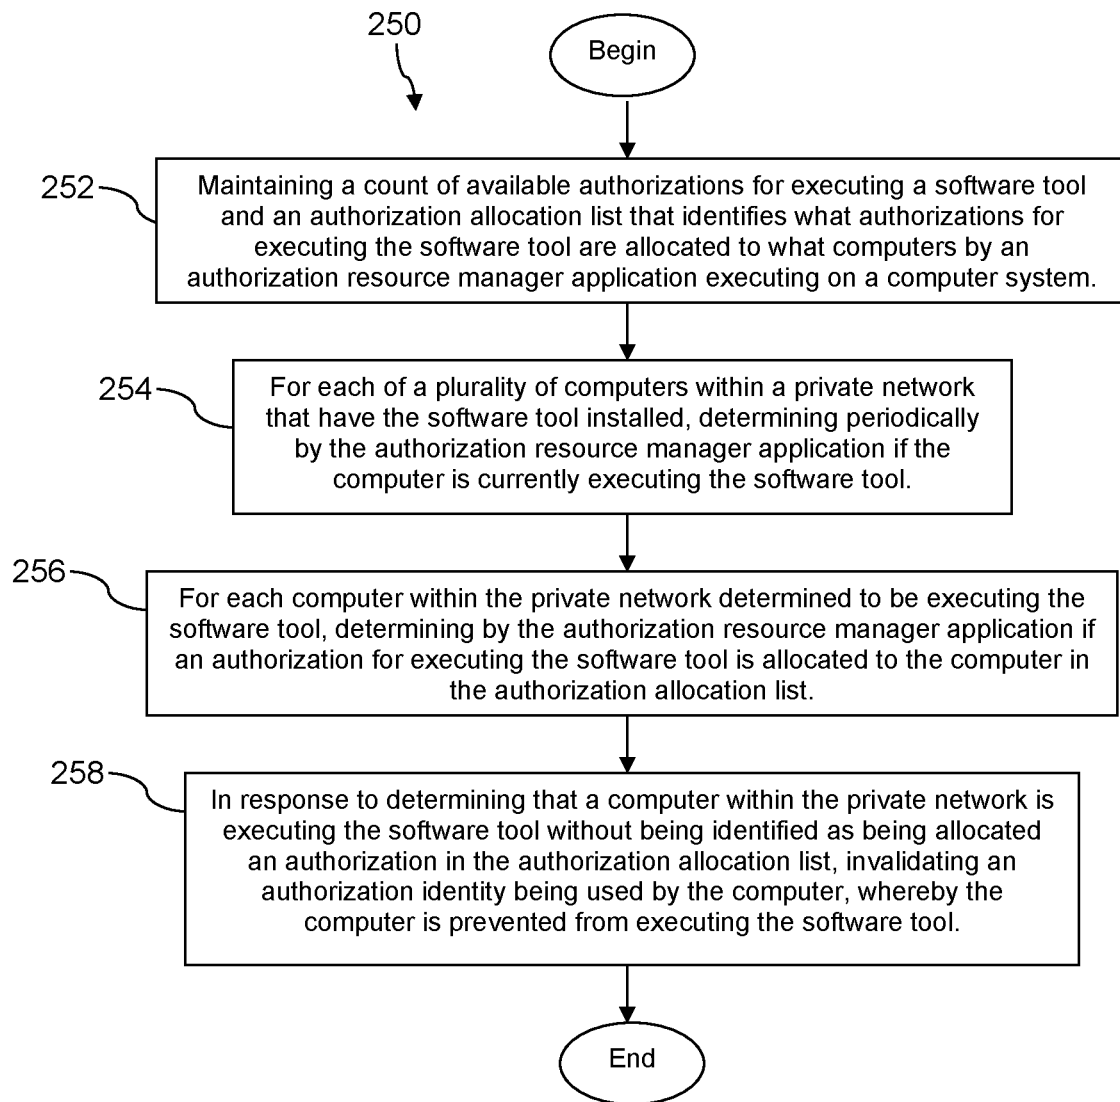 250
Begin
252
Maintaining a count of available authorizations for executing a software tool
and an authorization allocation list that identifies what authorizations for
executing the software tool are allocated to what computers by an
authorization resource manager application executing on a computer system.
254
For each of a plurality of computers within a private network
that have the software tool installed, determining periodically
by the authorization resource manager application if the
computer is currently executing the software tool.
256
For each computer within the private network determined to be executing the
software tool, determining by the authorization resource manager application if
an authorization for executing the software tool is allocated to the computer in
the authorization allocation list.
258
In response to determining that a computer within the private network is
executing the software tool without being identified as being allocated
an authorization in the authorization allocation list, invalidating an
authorization identity being used by the computer, whereby the
computer is prevented from executing the software tool.
End